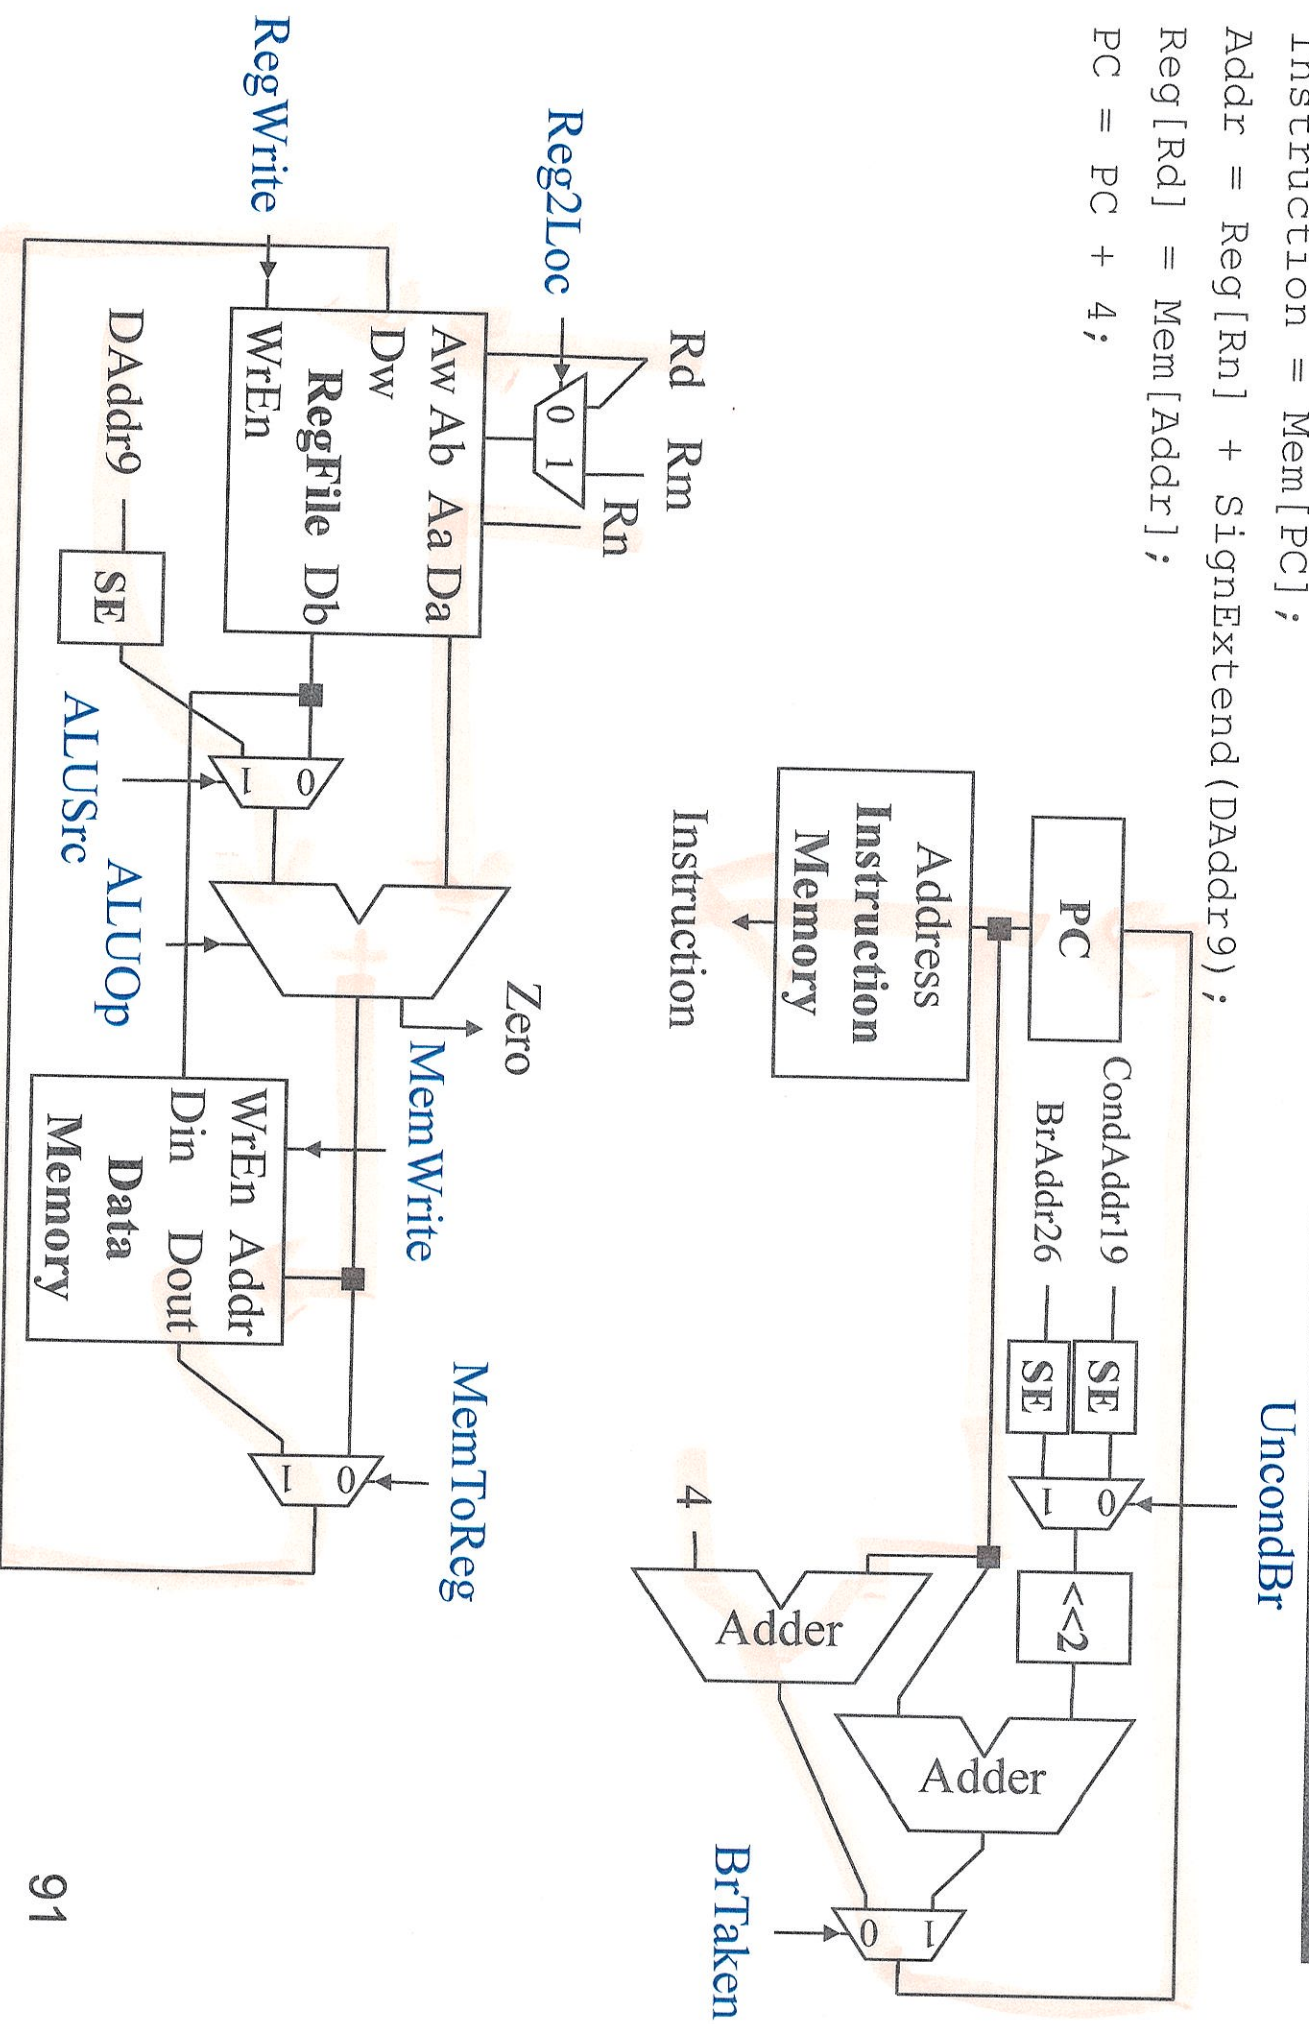 Instruction = Mem[PC];
Addr = Reg[Rn] + SignExtend(DAddr9);
Reg[Rd] = Mem[Addr];
PC = PC + 4;
UncondBr
CondAddr19
SE
0
BrAddr26
SE
1
<<2
PC
Adder
1
0
Address
Instruction
Memory
4
Adder
BrTaken
Instruction
Rd Rm
Rn
Reg2Loc
0 1
Zero
MemWrite
MemToReg
Aw Ab Aa Da
Dw
RegFile Db
WrEn
RegWrite
0
1
WrEn Addr
Din Dout
Data
Memory
0
1
DAddr9
SE
ALUSrc
ALUOp
91